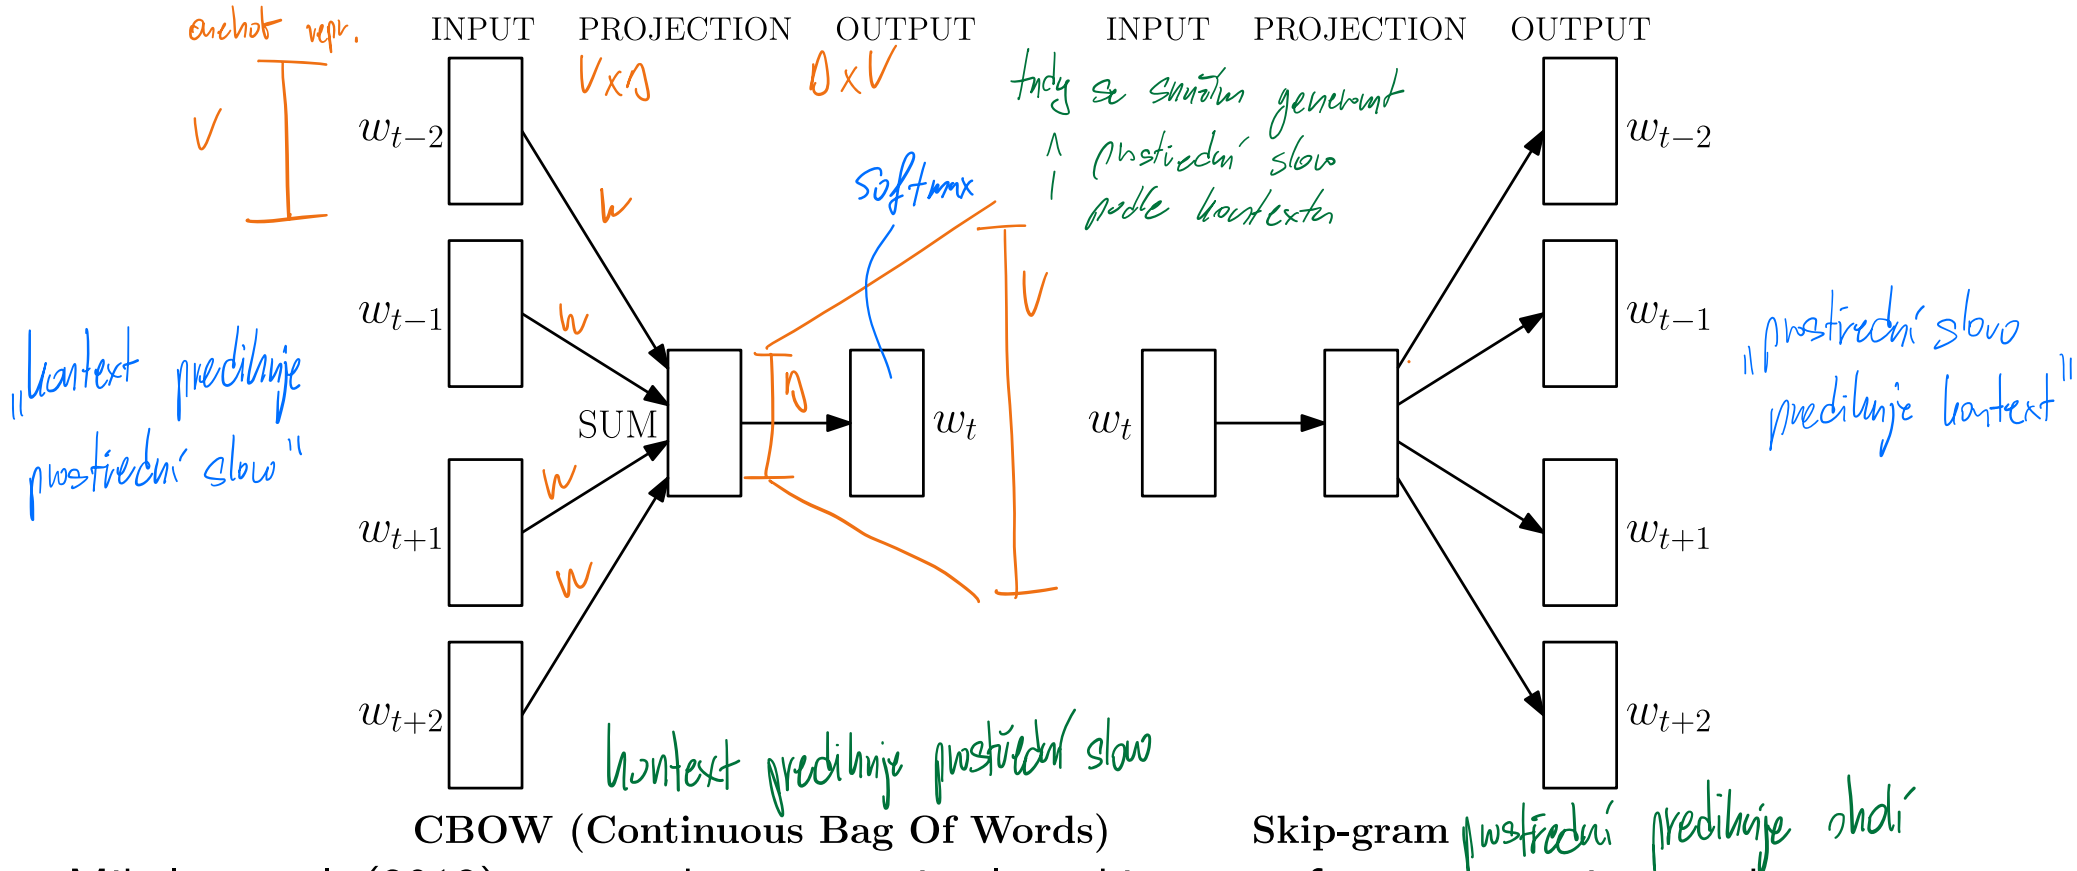 onehot repr.
INPUT PROJECTION OUTPUT
V×D D×V
V
w_{t-2}
w_{t-1}
w_{t+1}
w_{t+2}
W
W
W
W
SUM
softmax
D
V
w_t
„kontext predikuje
prostřední slovo"
kontext predikuje prostřední slovo
CBOW (Continuous Bag Of Words)
INPUT PROJECTION OUTPUT
tady se snažím generovat
prostřední slovo
podle kontextu
w_t
w_{t-2}
w_{t-1}
w_{t+1}
w_{t+2}
„prostřední slovo
predikuje kontext"
Skip-gram prostřední predikuje okolí